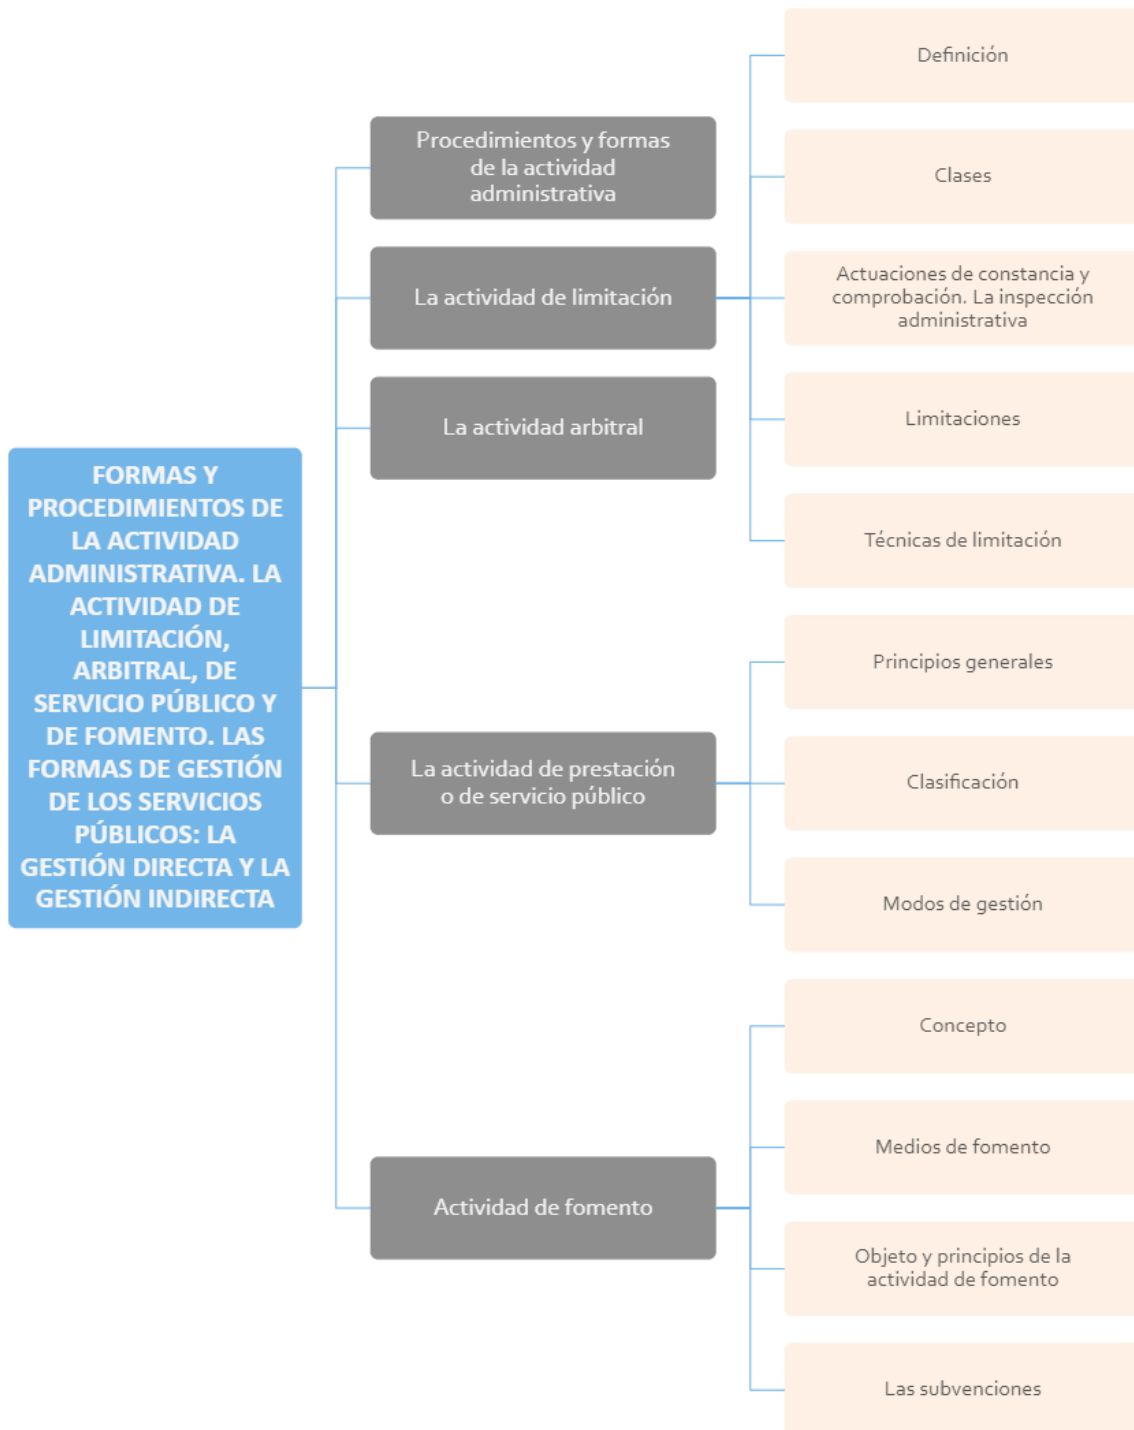 FORMAS Y
PROCEDIMIENTOS DE
LA ACTIVIDAD
ADMINISTRATIVA. LA
ACTIVIDAD DE
LIMITACIÓN,
ARBITRAL, DE
SERVICIO PÚBLICO Y
DE FOMENTO. LAS
FORMAS DE GESTIÓN
DE LOS SERVICIOS
PÚBLICOS: LA
GESTIÓN DIRECTA Y LA
GESTIÓN INDIRECTA
Procedimientos y formas
de la actividad
administrativa
La actividad de limitación
Definición
Clases
Actuaciones de constancia y
comprobación. La inspección
administrativa
Limitaciones
Técnicas de limitación
La actividad arbitral
La actividad de prestación
o de servicio público
Principios generales
Clasificación
Modos de gestión
Actividad de fomento
Concepto
Medios de fomento
Objeto y principios de la
actividad de fomento
Las subvenciones